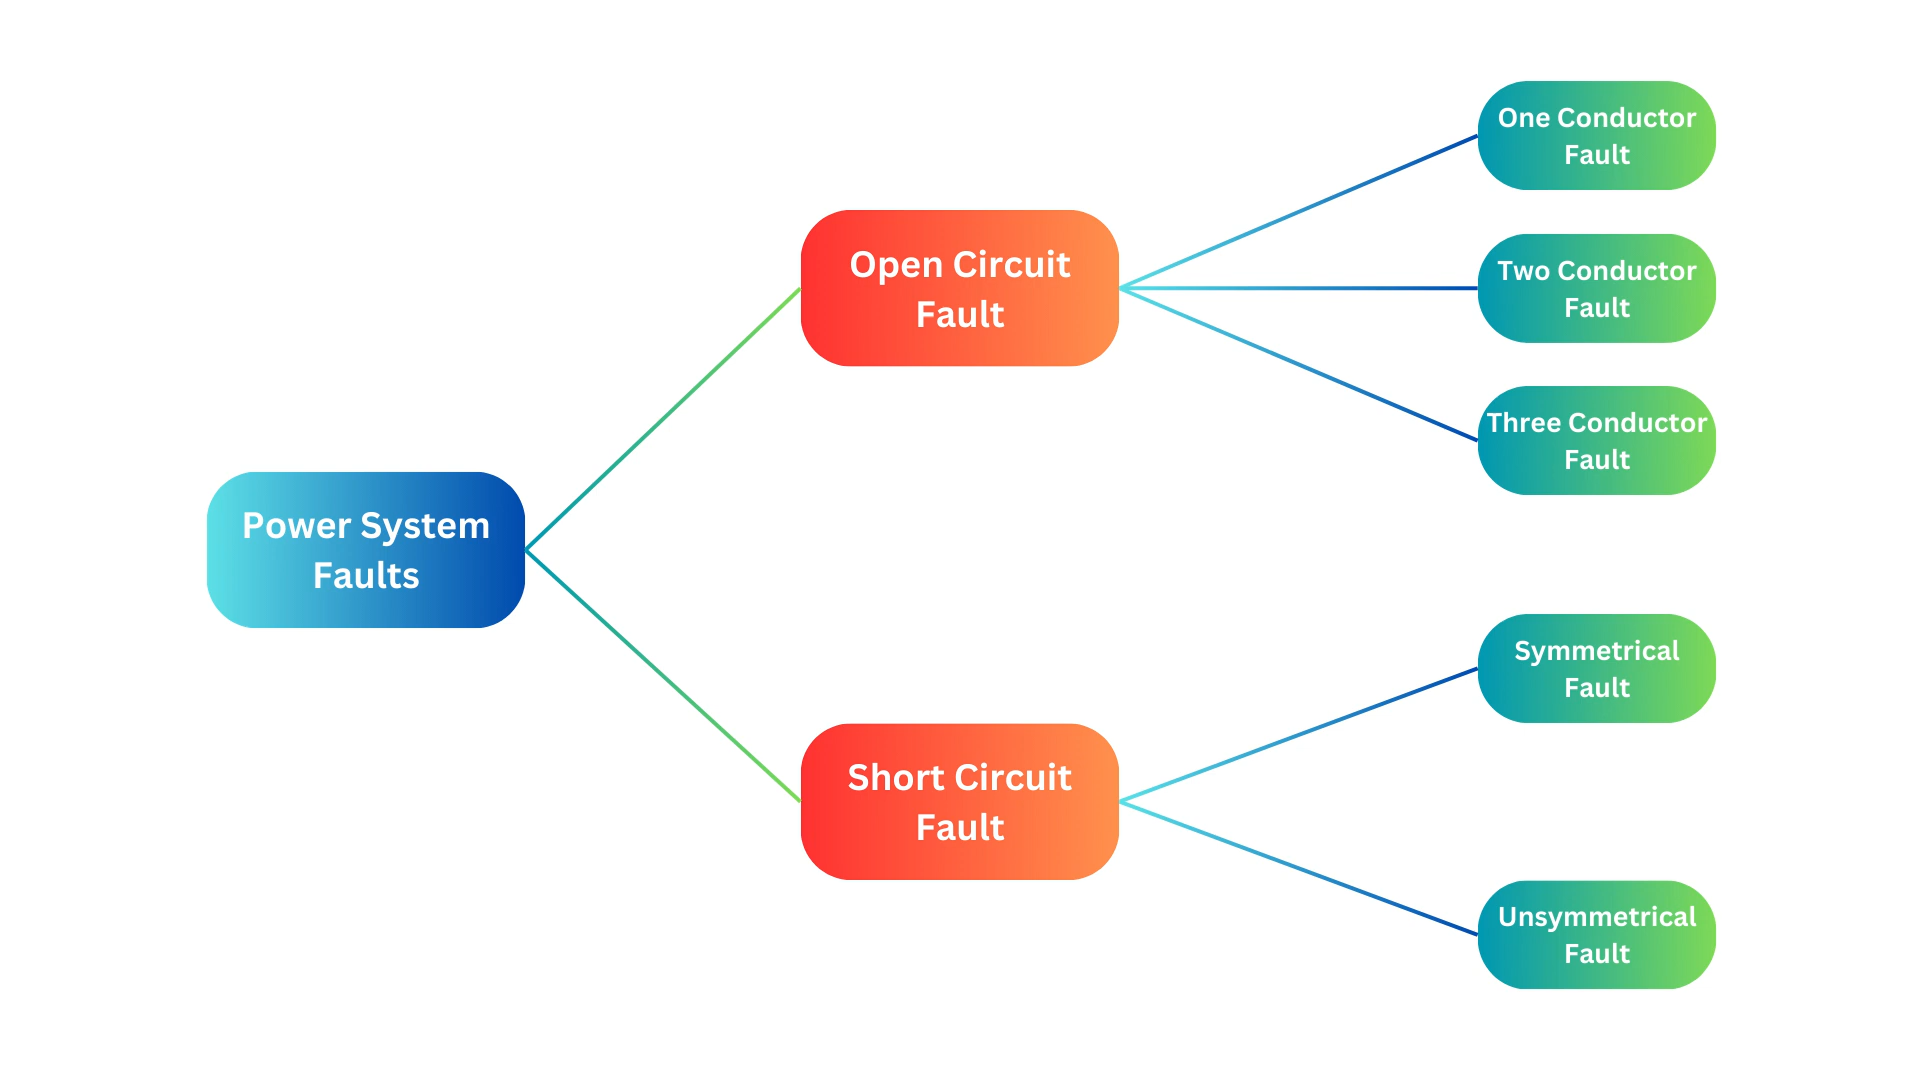 Power System
Faults
Open Circuit
Fault
One Conductor
Fault
Two Conductor
Fault
Three Conductor
Fault
Short Circuit
Fault
Symmetrical
Fault
Unsymmetrical
Fault